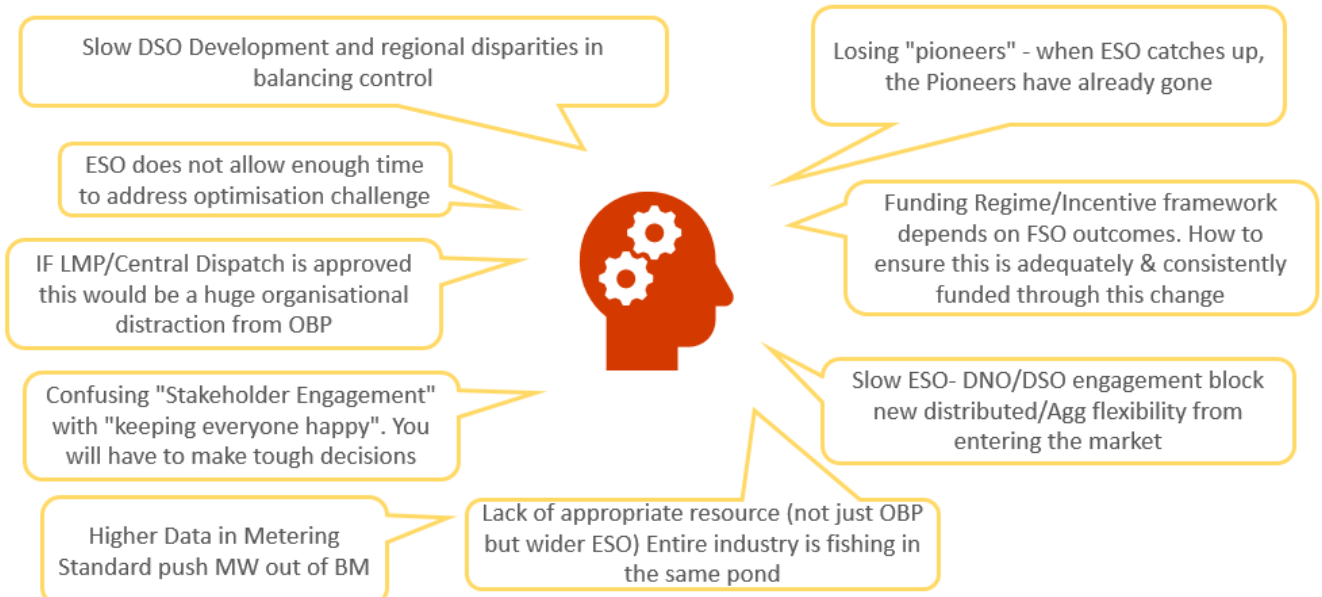 Slow DSO Development and regional disparities in
balancing control
Losing "pioneers" - when ESO catches up,
the Pioneers have already gone
ESO does not allow enough time
to address optimisation challenge
Funding Regime/Incentive framework
depends on FSO outcomes. How to
ensure this is adequately & consistently
funded through this change
IF LMP/Central Dispatch is approved
this would be a huge organisational
distraction from OBP
Slow ESO- DNO/DSO engagement block
new distributed/Agg flexibility from
entering the market
Confusing "Stakeholder Engagement"
with "keeping everyone happy". You
will have to make tough decisions
Higher Data in Metering
Standard push MW out of BM
Lack of appropriate resource (not just OBP
but wider ESO) Entire industry is fishing in
the same pond